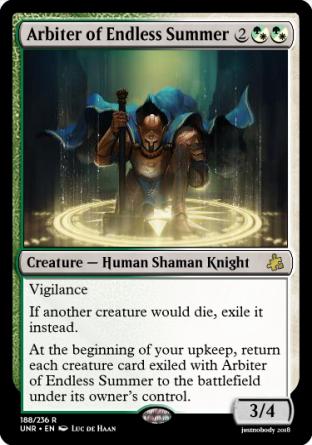 Arbiter of Endless Summer 2
Creature — Human Shaman Knight
Vigilance
If another creature would die, exile it
instead.
At the beginning of your upkeep, return
each creature card exiled with Arbiter
of Endless Summer to the battlefield
under its owner's control.
3/4
188/236 R
UNR • EN Luc de Haan
justnobody 2018